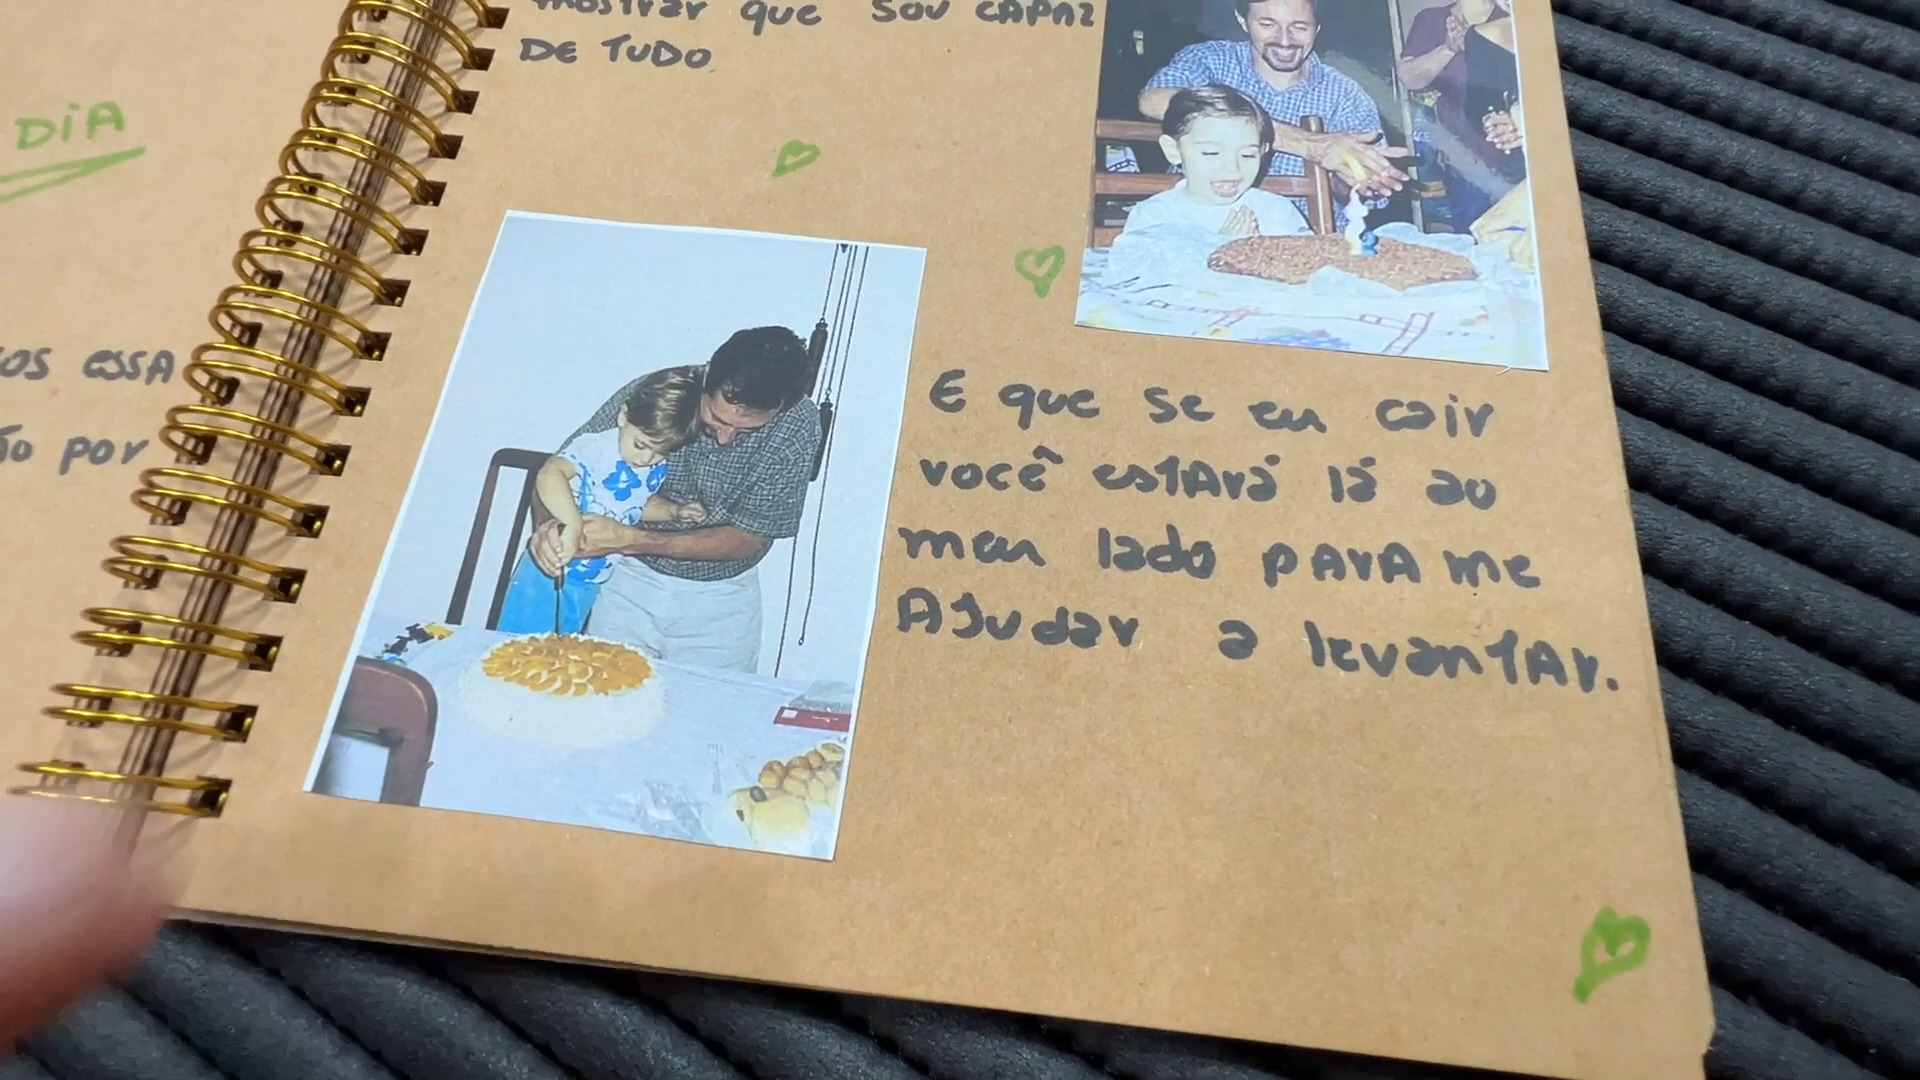 DIA
ESSA
por
mostrar que sou CAPAZ
DE TUDO
E que se eu cair
você estará lá ao
meu lado para me
Ajudar a levantar.